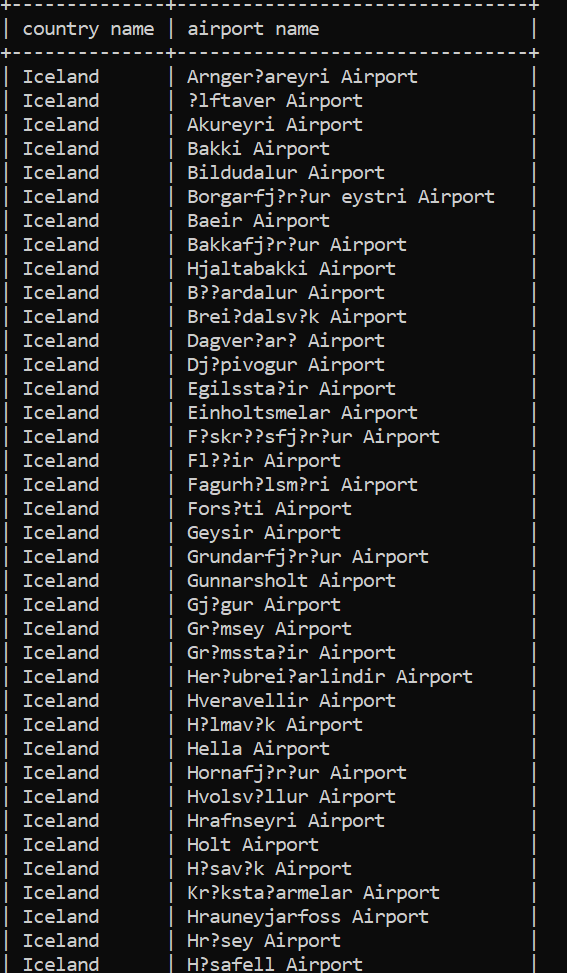 +--------------+--------------------------------+
| country name | airport name                   |
+--------------+--------------------------------+
| Iceland      | Arnger?areyri Airport          |
| Iceland      | ?lftaver Airport               |
| Iceland      | Akureyri Airport               |
| Iceland      | Bakki Airport                  |
| Iceland      | Bildudalur Airport             |
| Iceland      | Borgarfj?r?ur eystri Airport   |
| Iceland      | Baeir Airport                  |
| Iceland      | Bakkafj?r?ur Airport           |
| Iceland      | Hjaltabakki Airport            |
| Iceland      | B??ardalur Airport             |
| Iceland      | Brei?dalsv?k Airport           |
| Iceland      | Dagver?ar? Airport             |
| Iceland      | Dj?pivogur Airport             |
| Iceland      | Egilssta?ir Airport            |
| Iceland      | Einholtsmelar Airport          |
| Iceland      | F?skr??sfj?r?ur Airport        |
| Iceland      | Fl??ir Airport                 |
| Iceland      | Fagurh?lsm?ri Airport          |
| Iceland      | Fors?ti Airport                |
| Iceland      | Geysir Airport                 |
| Iceland      | Grundarfj?r?ur Airport         |
| Iceland      | Gunnarsholt Airport            |
| Iceland      | Gj?gur Airport                 |
| Iceland      | Gr?msey Airport                |
| Iceland      | Gr?mssta?ir Airport            |
| Iceland      | Her?ubrei?arlindir Airport     |
| Iceland      | Hveravellir Airport            |
| Iceland      | H?lmav?k Airport               |
| Iceland      | Hella Airport                  |
| Iceland      | Hornafj?r?ur Airport           |
| Iceland      | Hvolsv?llur Airport            |
| Iceland      | Hrafnseyri Airport             |
| Iceland      | Holt Airport                   |
| Iceland      | H?sav?k Airport                |
| Iceland      | Kr?ksta?armelar Airport        |
| Iceland      | Hrauneyjarfoss Airport         |
| Iceland      | Hr?sey Airport                 |
| Iceland      | H?safell Airport               |